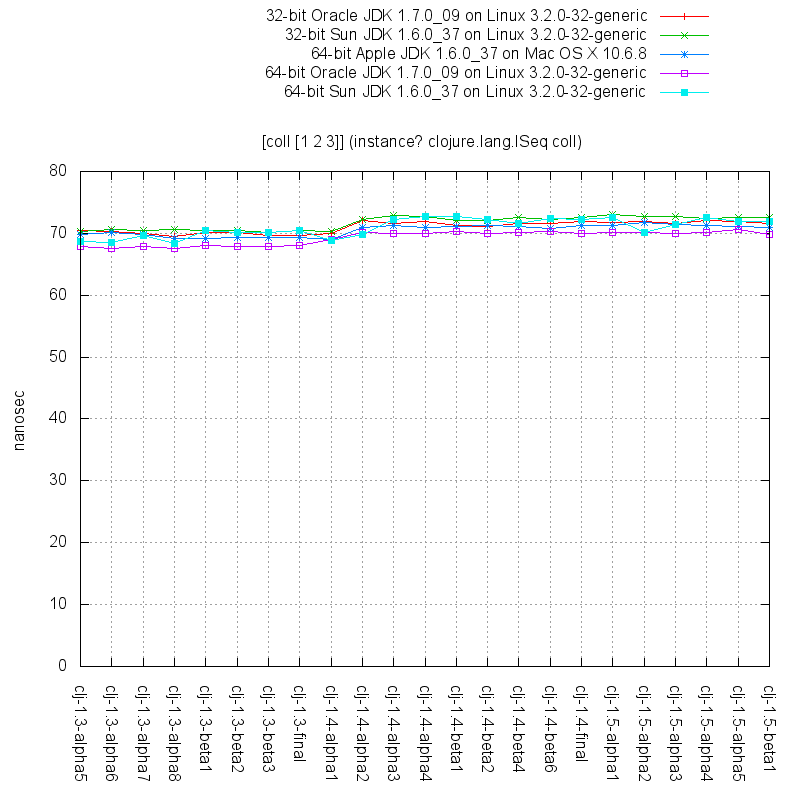 32-bit Oracle JDK 1.7.0_09 on Linux 3.2.0-32-generic
32-bit Sun JDK 1.6.0_37 on Linux 3.2.0-32-generic
64-bit Apple JDK 1.6.0_37 on Mac OS X 10.6.8
64-bit Oracle JDK 1.7.0_09 on Linux 3.2.0-32-generic
64-bit Sun JDK 1.6.0_37 on Linux 3.2.0-32-generic
[coll [1 2 3]] (instance? clojure.lang.ISeq coll)
80
70
60
50
40
30
20
10
0
nanosec
clj-1.3-alpha5
clj-1.3-alpha6
clj-1.3-alpha7
clj-1.3-alpha8
clj-1.3-beta1
clj-1.3-beta2
clj-1.3-beta3
clj-1.3-final
clj-1.4-alpha1
clj-1.4-alpha2
clj-1.4-alpha3
clj-1.4-alpha4
clj-1.4-beta1
clj-1.4-beta2
clj-1.4-beta4
clj-1.4-beta6
clj-1.4-final
clj-1.5-alpha1
clj-1.5-alpha2
clj-1.5-alpha3
clj-1.5-alpha4
clj-1.5-alpha5
clj-1.5-beta1